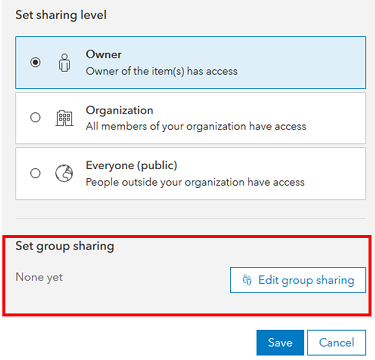 Set sharing level
Owner
Owner of the item(s) has access
Organization
All members of your organization have access
Everyone (public)
People outside your organization have access
Set group sharing
None yet
Edit group sharing
Save
Cancel